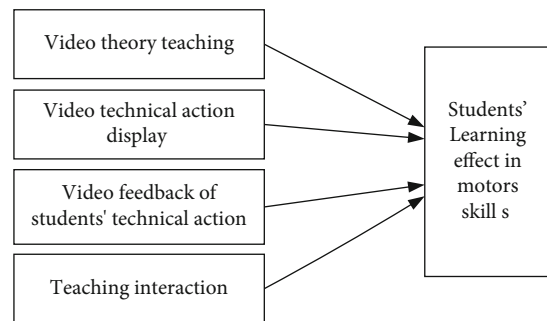 Video theory teaching
Video technical action
display
Video feedback of
students' technical action
Teaching interaction
Students’
Learning
effect in
motors
skill s